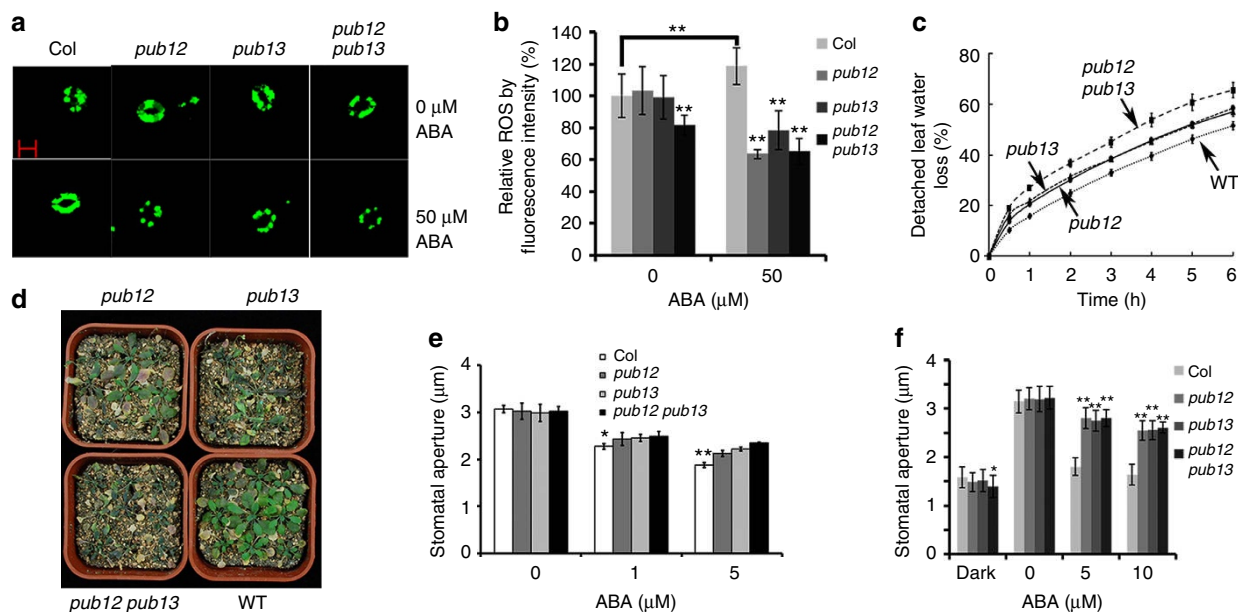 a
Col
pub12
pub13
pub12
pub13
0 μM
ABA
50 μM
ABA
b
Relative ROS by
fluorescence intensity (%)
140
120
100
80
60
40
20
0
**
**
**
**
**
0
50
ABA (μM)
Col
pub12
pub13
pub12
pub13
c
Detached leaf water
loss (%)
80
60
40
20
0
pub12
pub13
pub13
pub12
WT
0 1 2 3 4 5 6
Time (h)
d
pub12
pub13
pub12 pub13
WT
e
Stomatal aperture (μm)
4
3
2
1
0
Col
pub12
pub13
pub12 pub13
*
**
0 1 5
ABA (μM)
f
Stomatal aperture (μm)
4
3
2
1
0
*
** ** **
** ** **
Dark 0 5 10
ABA (μM)
Col
pub12
pub13
pub12
pub13